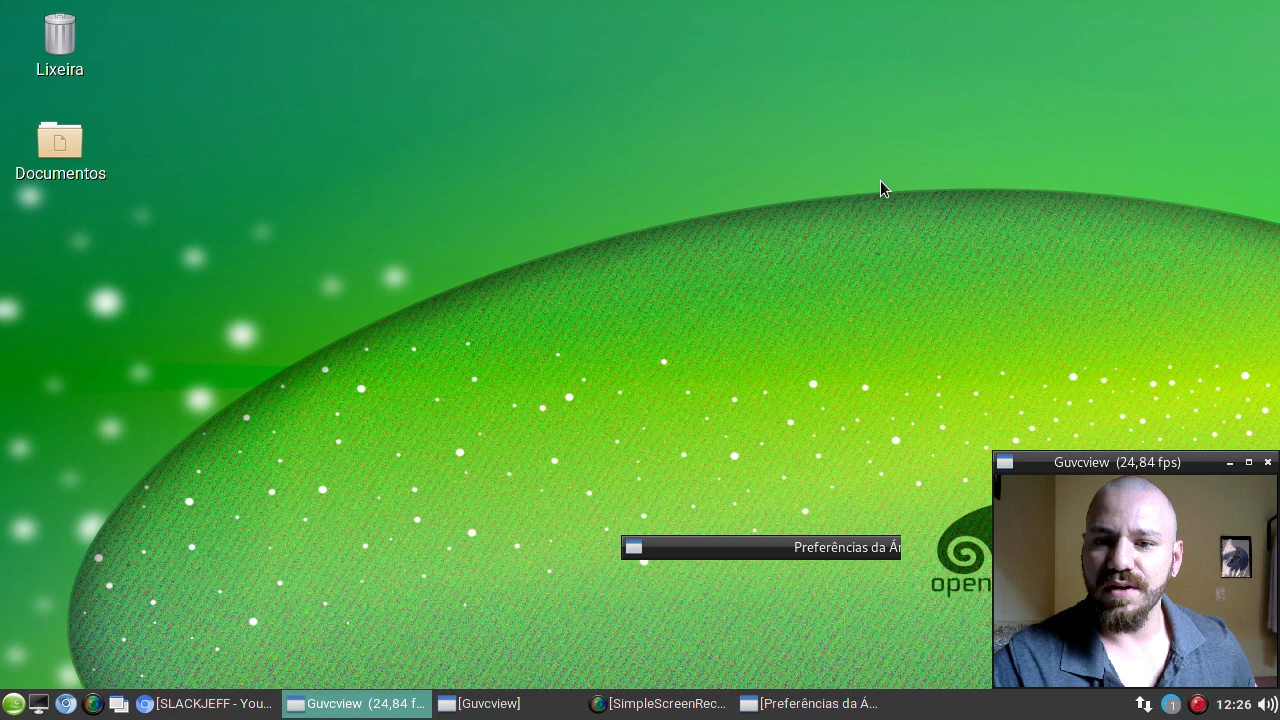 Lixeira
Documentos
Guvcview (24,84 fps)
Preferências da Ár
open
[SLACKJEFF - You...
Guvcview (24,84 f...
[Guvcview]
[SimpleScreenRec...
[Preferências da Á...
1
12:26